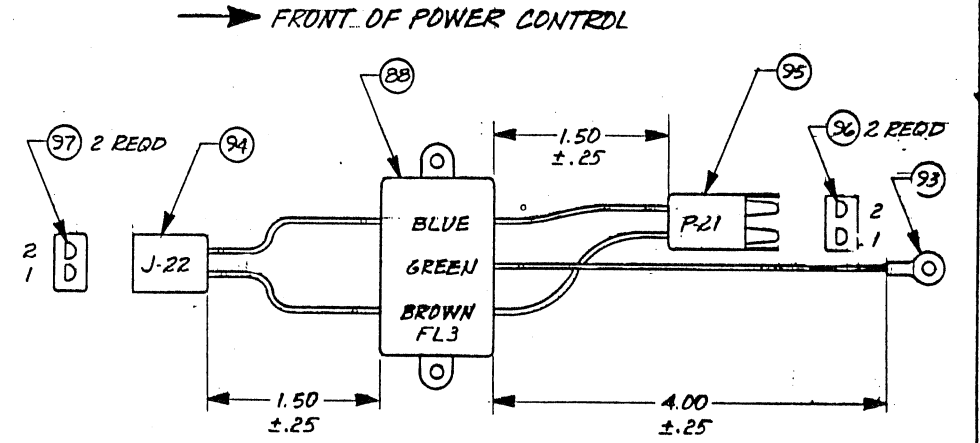 FRONT OF POWER CONTROL
88
95
97 2 REQD
94
1.50
±.25
96 2 REQD
93
BLUE
P-21
2
1
2
1
J-22
GREEN
BROWN
FL3
1.50
±.25
4.00
±.25